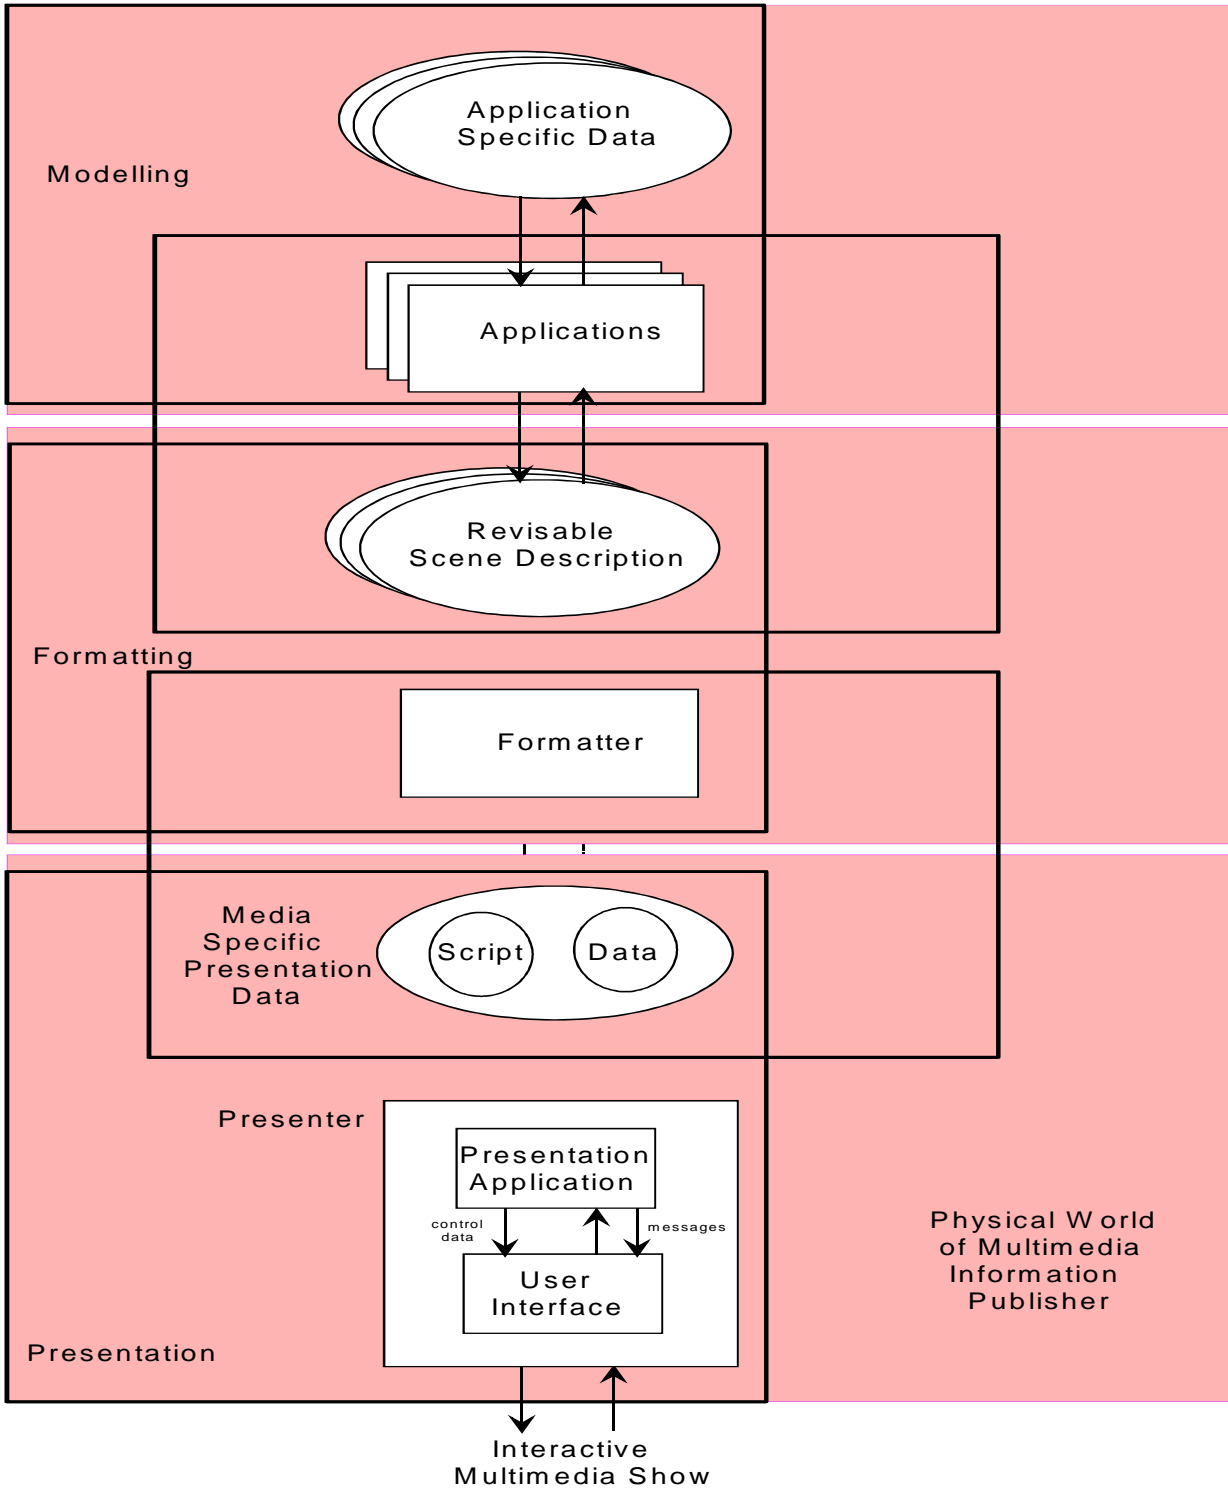 Application
Specific Data
Modelling
Applications
Revisable
Scene Description
Formatting
Formatter
Media
Specific
Presentation
Data
Script
Data
Presenter
Presentation
Application
control
data
messages
User
Interface
Physical World
of Multimedia
Information
Publisher
Presentation
Interactive
Multimedia Show